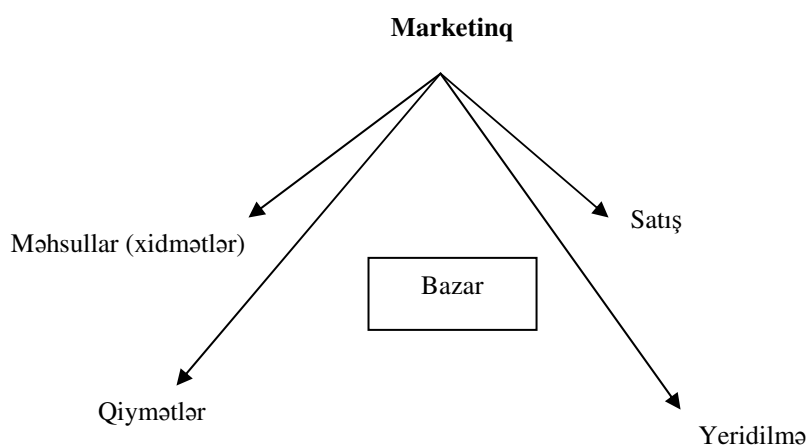 Marketinq
Satış
Məhsullar (xidmətlər)
Bazar
Qiymətlər
Yeridilmə